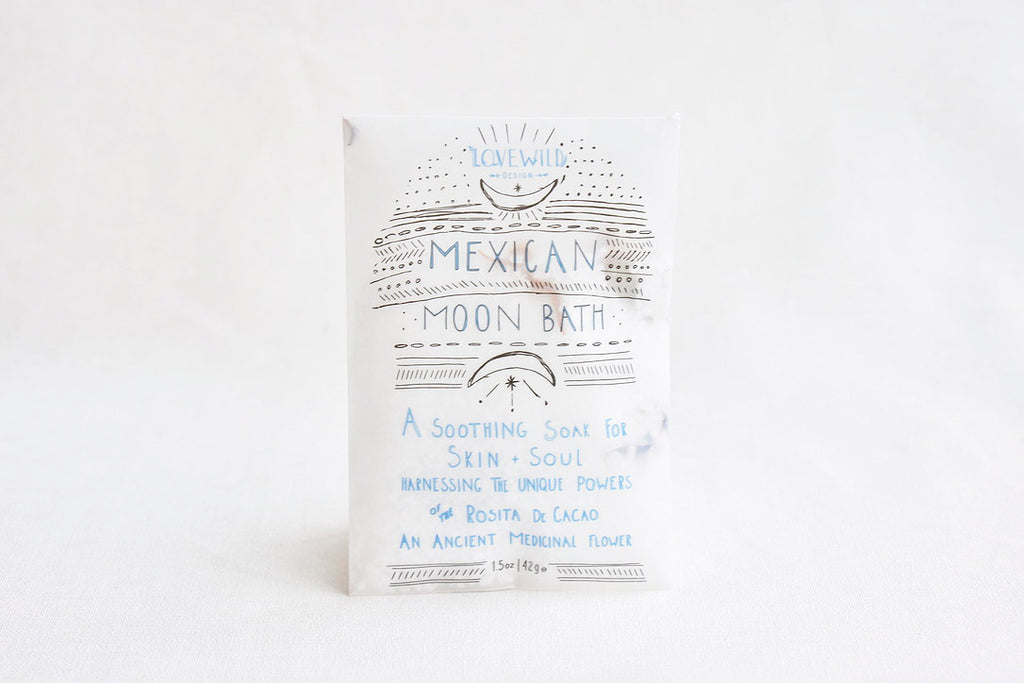 LOVEWILD
DESIGN
MEXICAN
MOON BATH
A SOOTHING SOAK FOR
SKIN + SOUL
HARNESSING THE UNIQUE POWERS
OF THE ROSITA DE CACAO
AN ANCIENT MEDICINAL FLOWER
1.5oz | 42g e